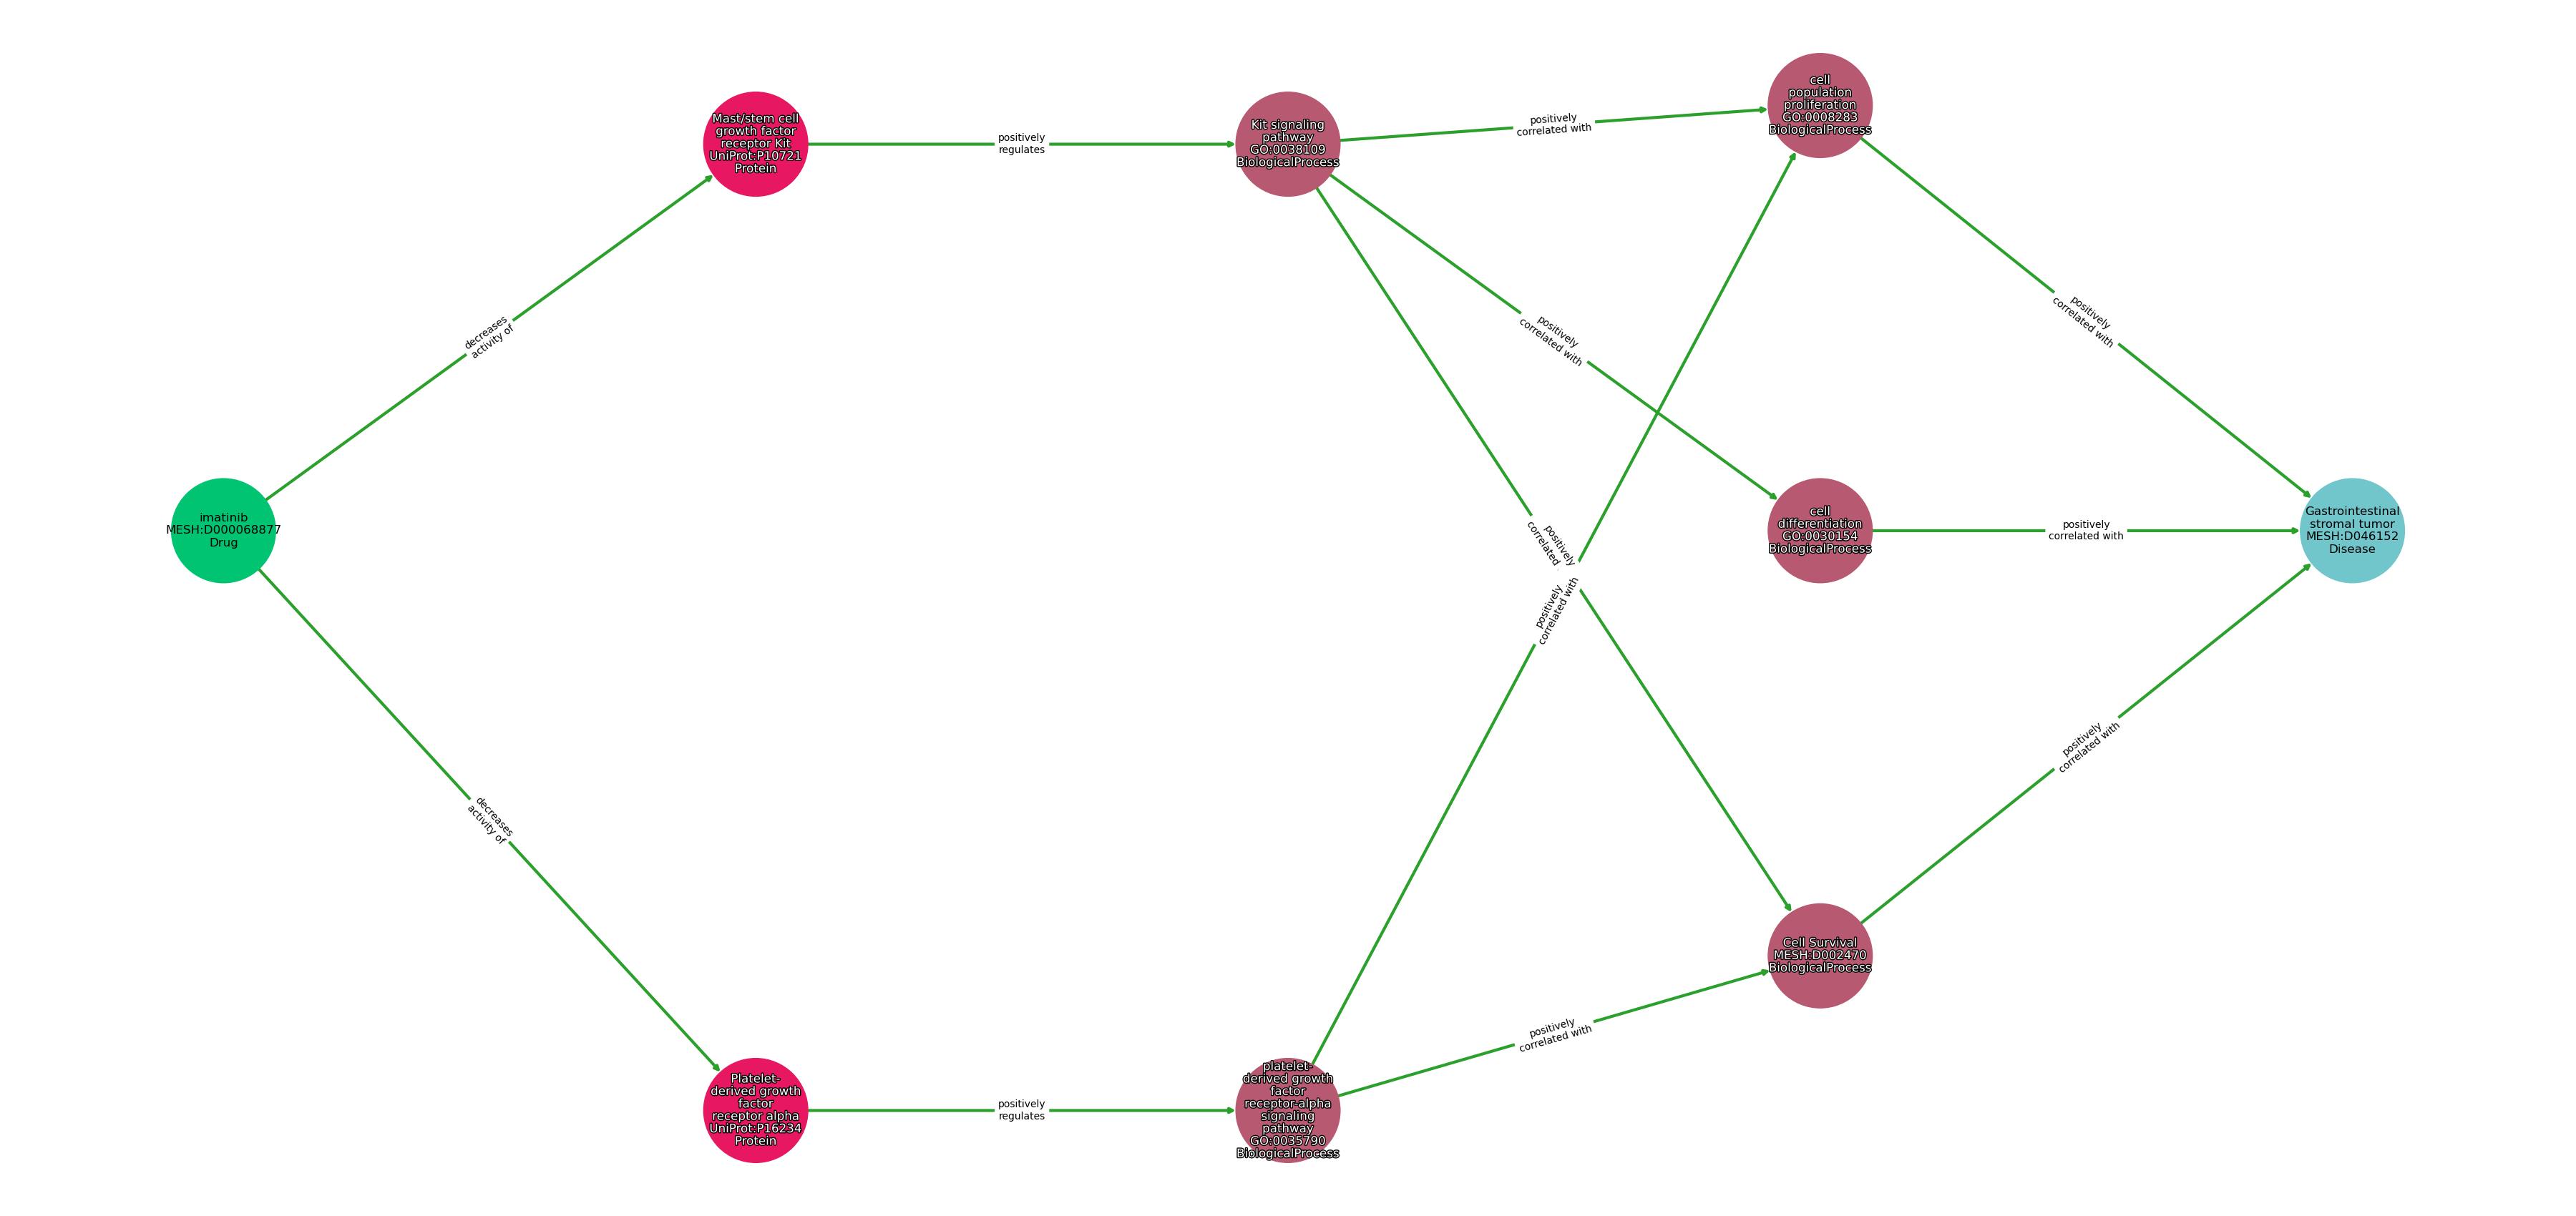 cell
population
proliferation
GO:0008283
BiologicalProcess
Mast/stem cell
growth factor
receptor Kit
UniProt:P10721
Protein
positively
regulates
Kit signaling
pathway
GO:0038109
BiologicalProcess
positively
correlated with
positively
correlated with
decreases
activity of
positively
correlated with
imatinib
MESH:D000068877
Drug
positively
correlated
cell
differentiation
GO:0030154
BiologicalProcess
positively
correlated with
Gastrointestinal
stromal tumor
MESH:D046152
Disease
positively
correlated with
positively
correlated with
decreases
activity of
Cell Survival
MESH:D002470
BiologicalProcess
positively
correlated with
Platelet-
derived growth
factor
receptor alpha
UniProt:P16234
Protein
positively
regulates
platelet-
derived growth
factor
receptor-alpha
signaling
pathway
GO:0035790
BiologicalProcess